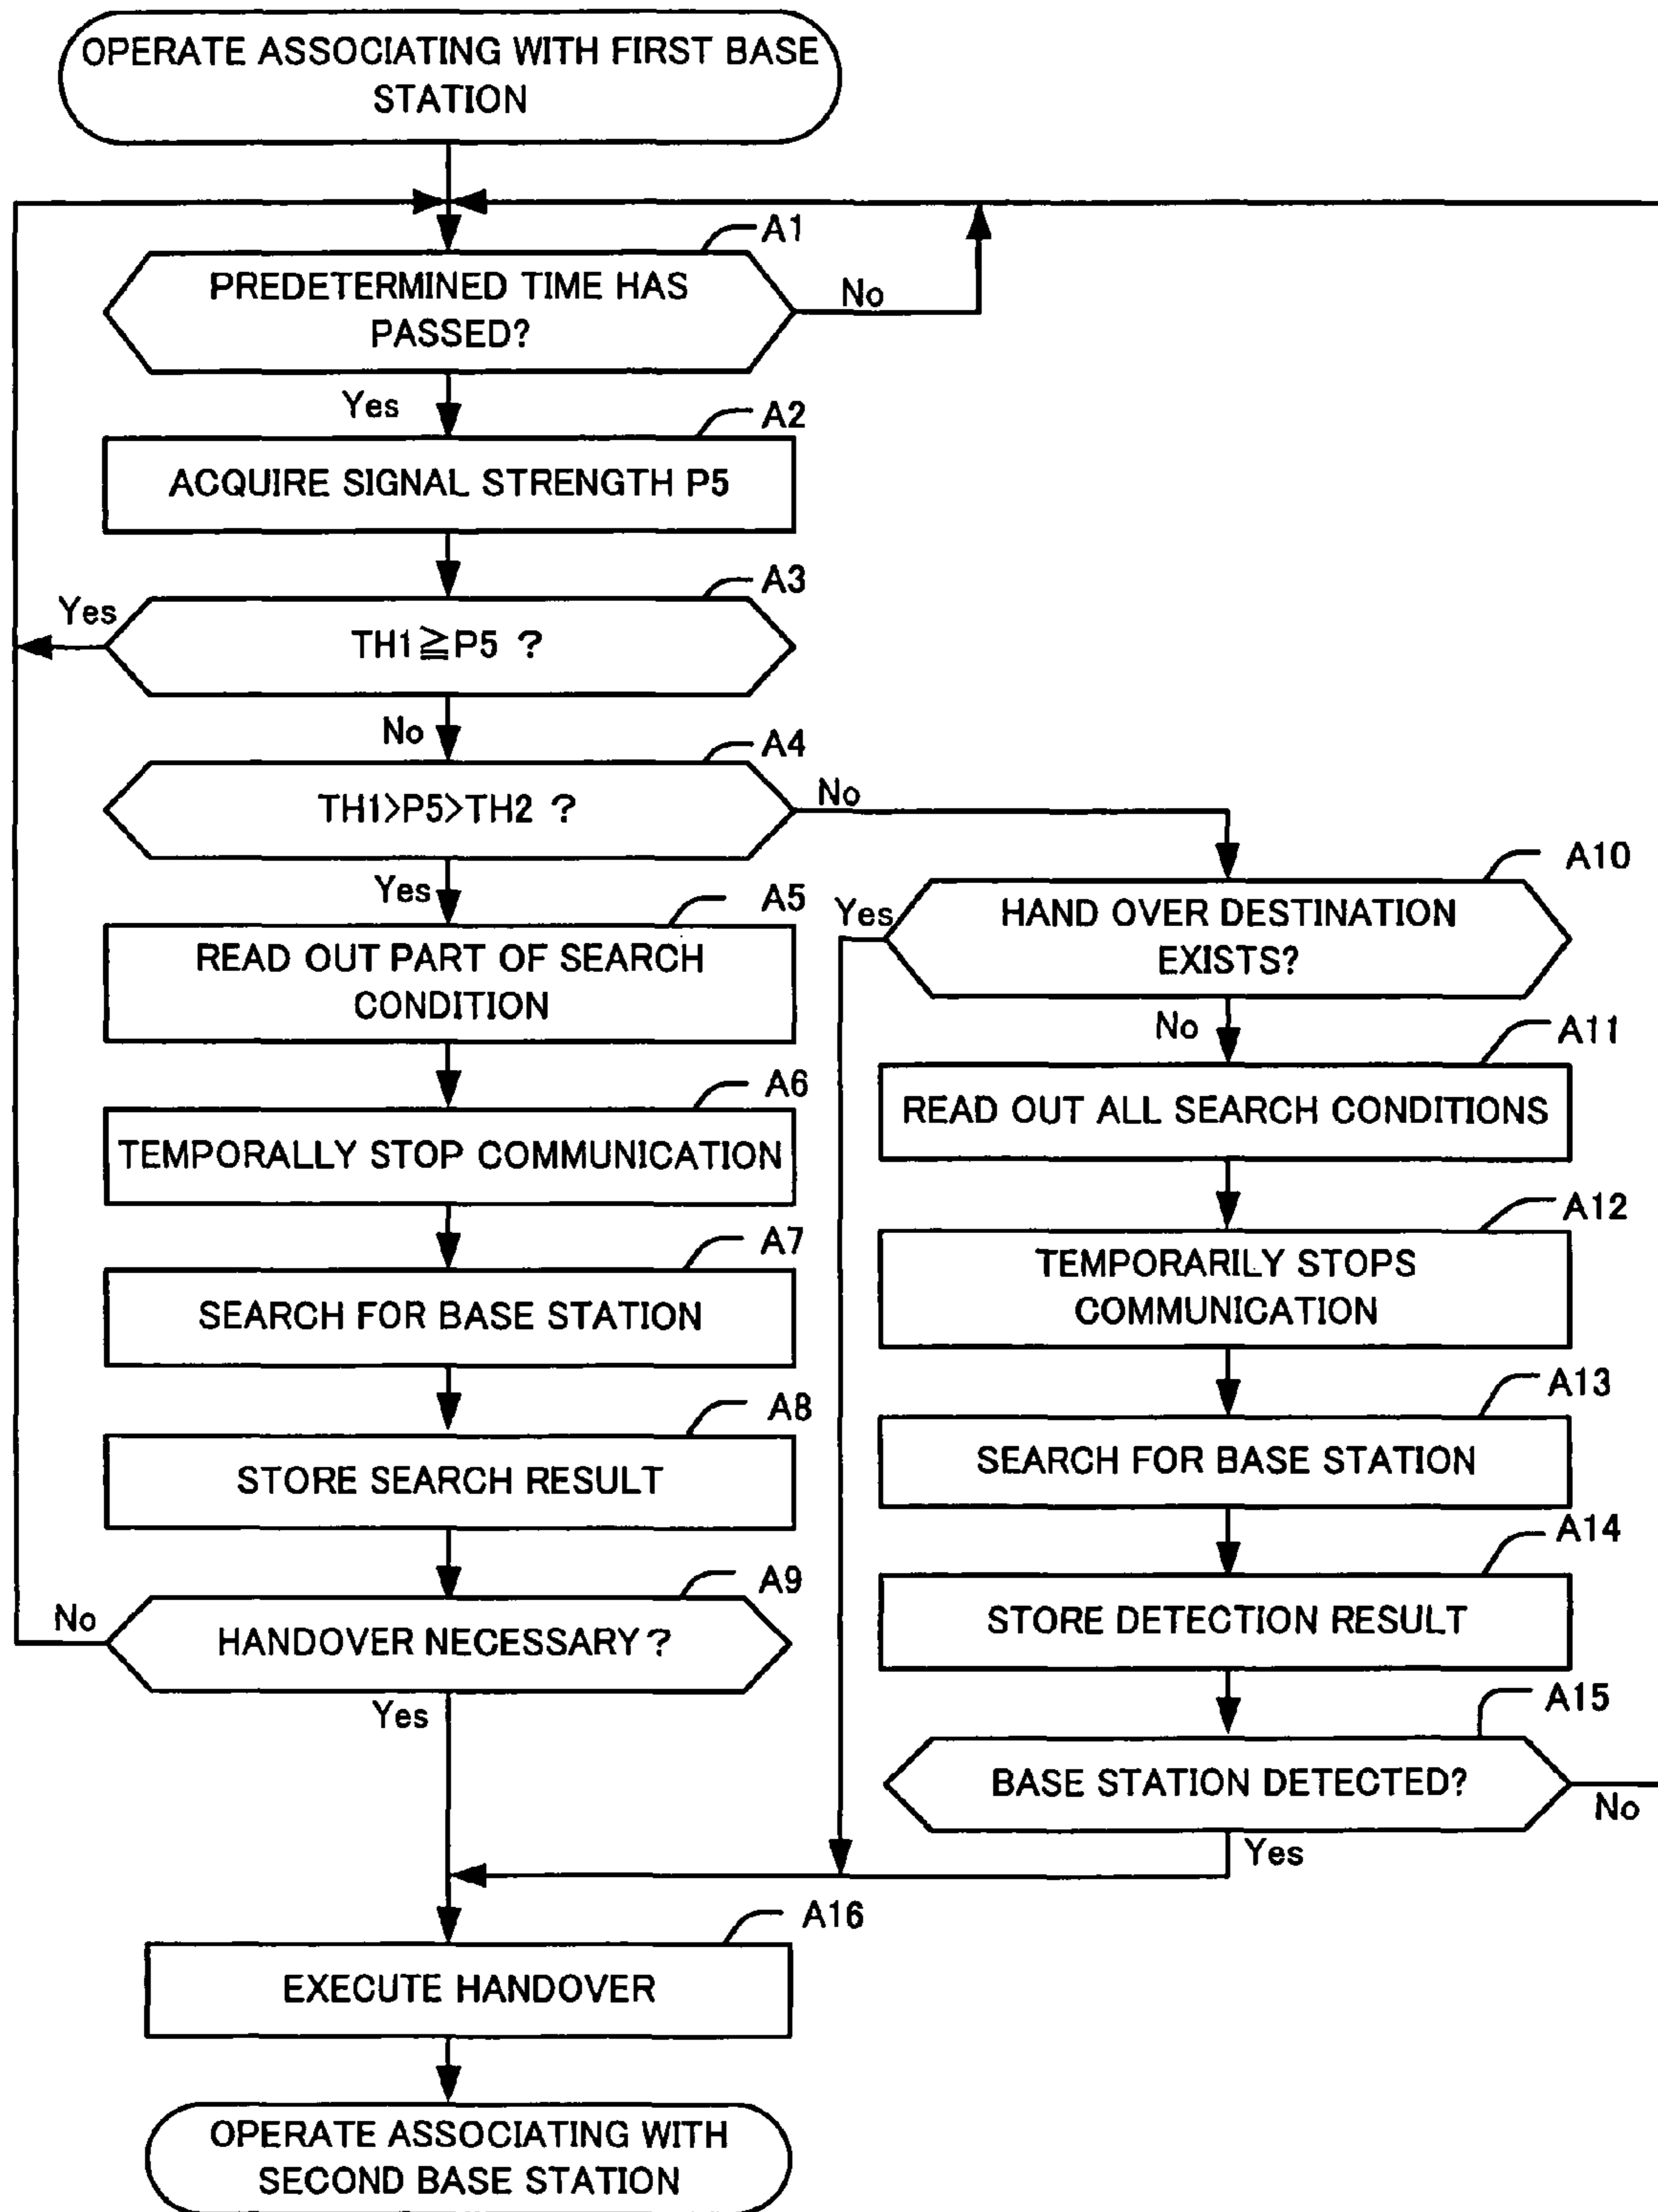 OPERATE ASSOCIATING WITH FIRST BASE
STATION
A1
PREDETERMINED TIME HAS
PASSED?
No
Yes
A2
ACQUIRE SIGNAL STRENGTH P5
A3
Yes
TH1≧P5 ?
No
A4
TH1>P5>TH2 ?
No
Yes
A5
READ OUT PART OF SEARCH
CONDITION
A6
TEMPORALLY STOP COMMUNICATION
A7
SEARCH FOR BASE STATION
A8
STORE SEARCH RESULT
A9
No
HANDOVER NECESSARY?
Yes
A10
Yes
HAND OVER DESTINATION
EXISTS?
No
A11
READ OUT ALL SEARCH CONDITIONS
A12
TEMPORARILY STOPS
COMMUNICATION
A13
SEARCH FOR BASE STATION
A14
STORE DETECTION RESULT
A15
BASE STATION DETECTED?
No
Yes
A16
EXECUTE HANDOVER
OPERATE ASSOCIATING WITH
SECOND BASE STATION